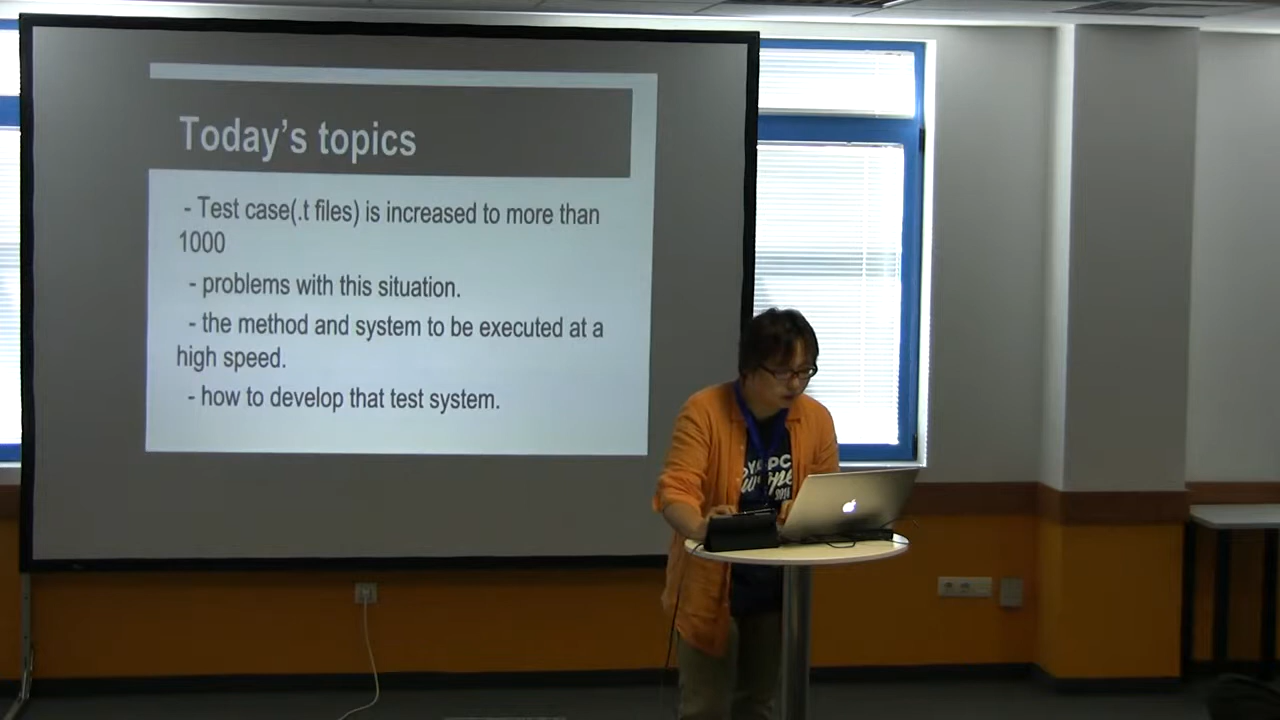 Today's topics
- Test case(.t files) is increased to more than
1000
- problems with this situation.
- the method and system to be executed at a
high speed.
- how to develop that test system.